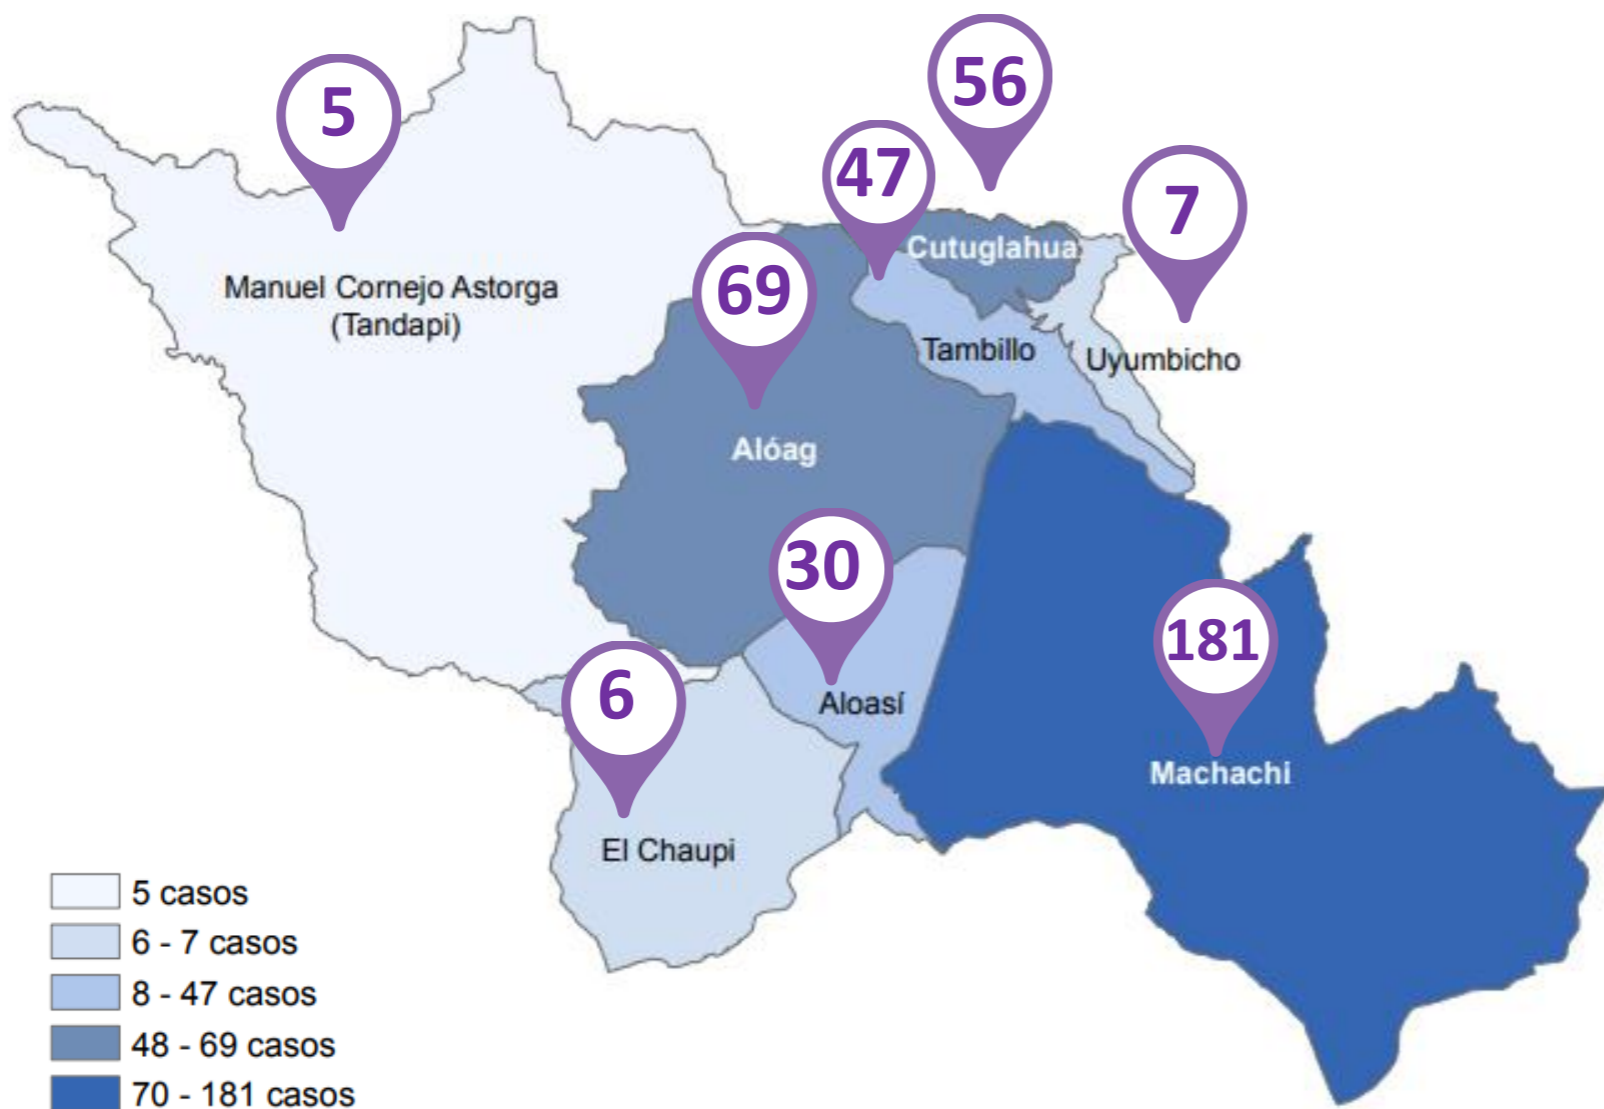 56
5
47
7
Cutuglahua
69
Manuel Cornejo Astorga
(Tandapi)
Tambillo
Uyumbicho
Alóag
30
181
6
Aloasí
Machachi
El Chaupi
5 casos
6 - 7 casos
8 - 47 casos
48 - 69 casos
70 - 181 casos